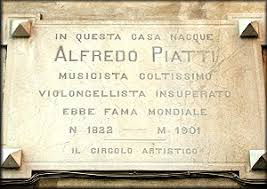 IN QUESTA CASA NACQUE
ALFREDO PIATTI
MUSICISTA COLTISSIMO
VIOLONCELLISTA INSUPERATO
EBBE FAMA MONDIALE
N 1822 — M 1901
IL CIRCOLO ARTISTICO